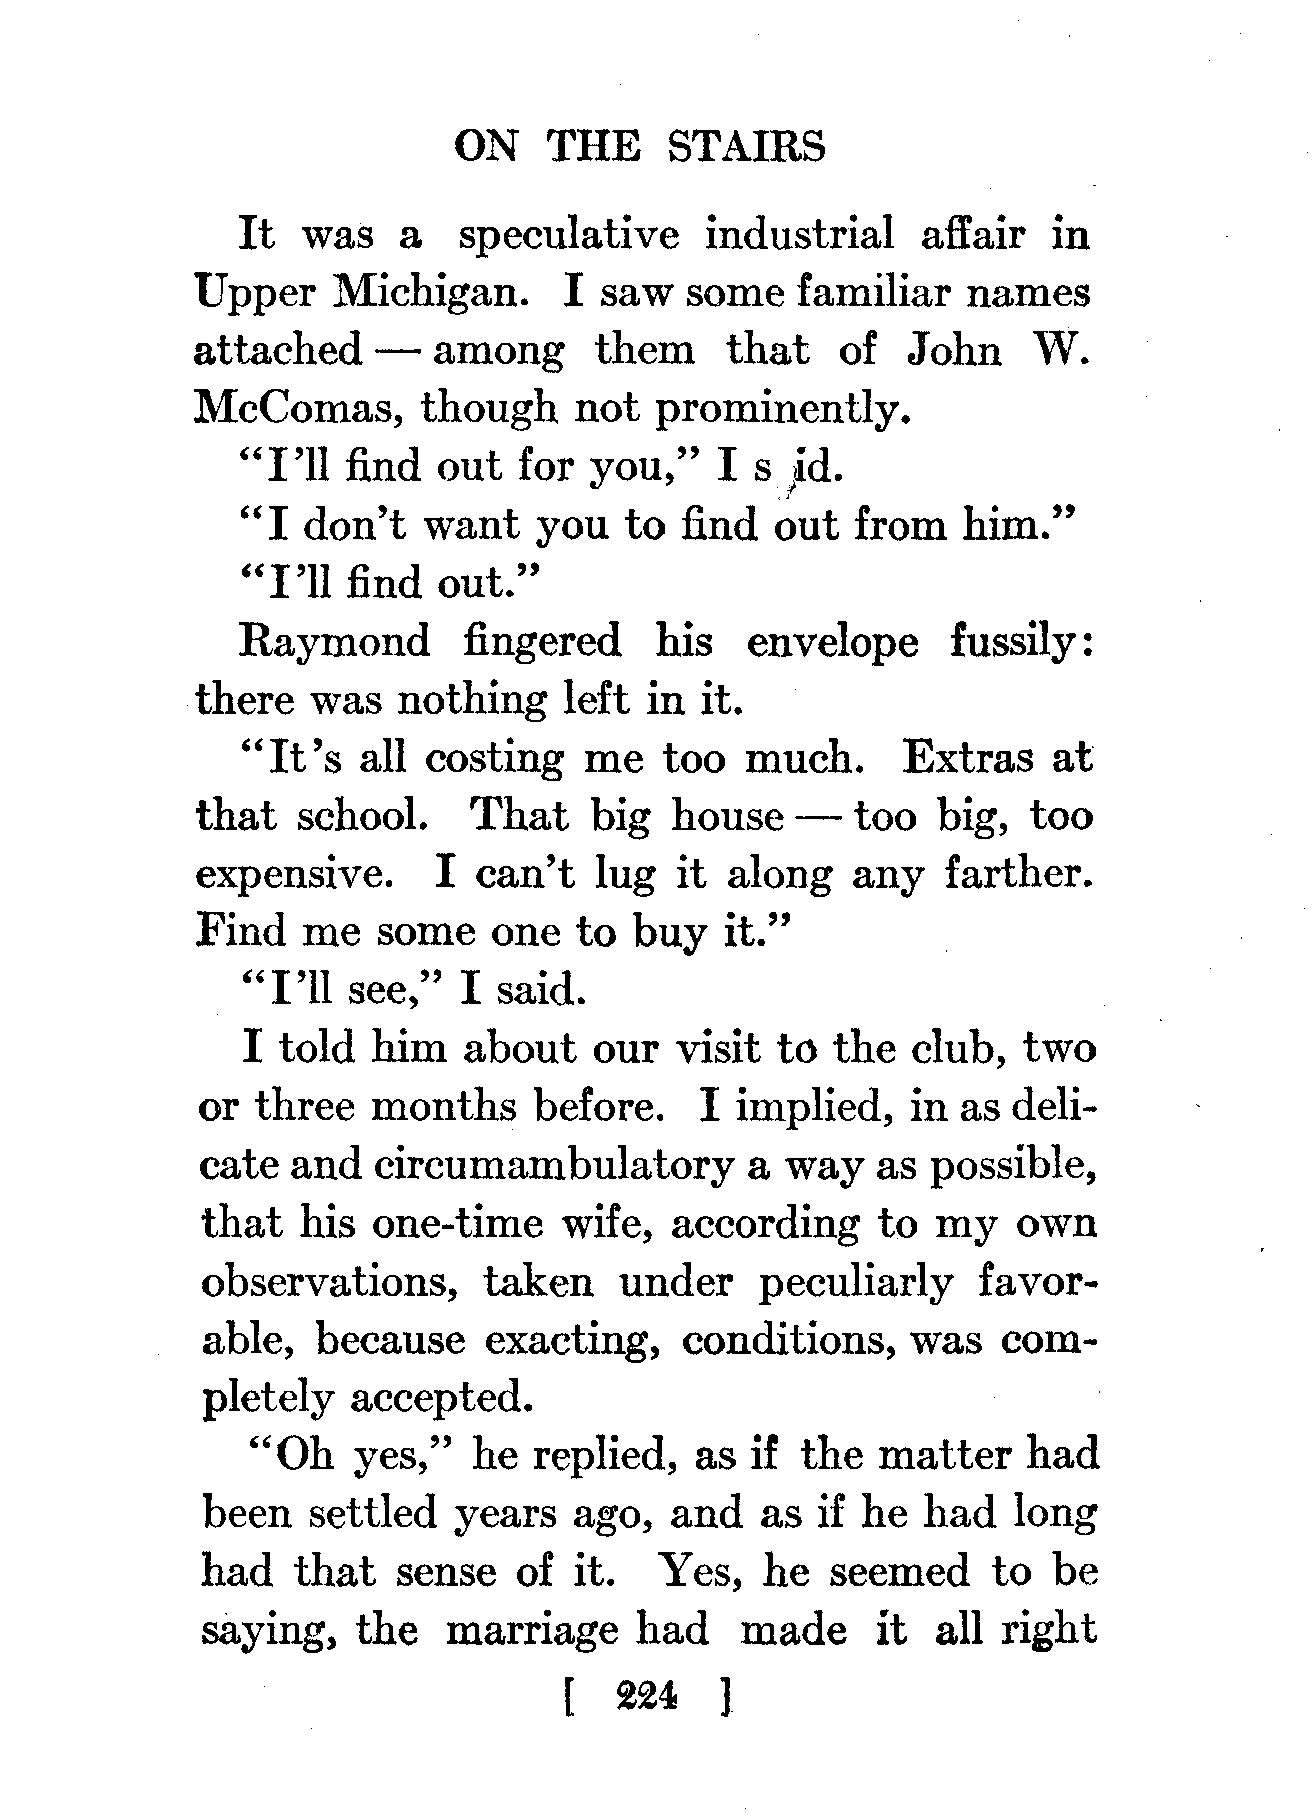 ON THE STAIRS
It was a speculative industrial affair in
Upper Michigan. I saw some familiar names
attached — among them that of John W.
McComas, though not prominently.
"I'll find out for you," I s id.
"I don't want you to find out from him."
"I'll find out."
Raymond fingered his envelope fussily:
there was nothing left in it.
"It's all costing me too much. Extras at
that school. That big house — too big, too
expensive. I can't lug it along any farther.
Find me some one to buy it."
"I'll see," I said.
I told him about our visit to the club, two
or three months before. I implied, in as deli-
cate and circumambulatory a way as possible,
that his one-time wife, according to my own
observations, taken under peculiarly favor-
able, because exacting, conditions, was com-
pletely accepted.
"Oh yes," he replied, as if the matter had
been settled years ago, and as if he had long
had that sense of it. Yes, he seemed to be
saying, the marriage had made it all right
[ 224 ]